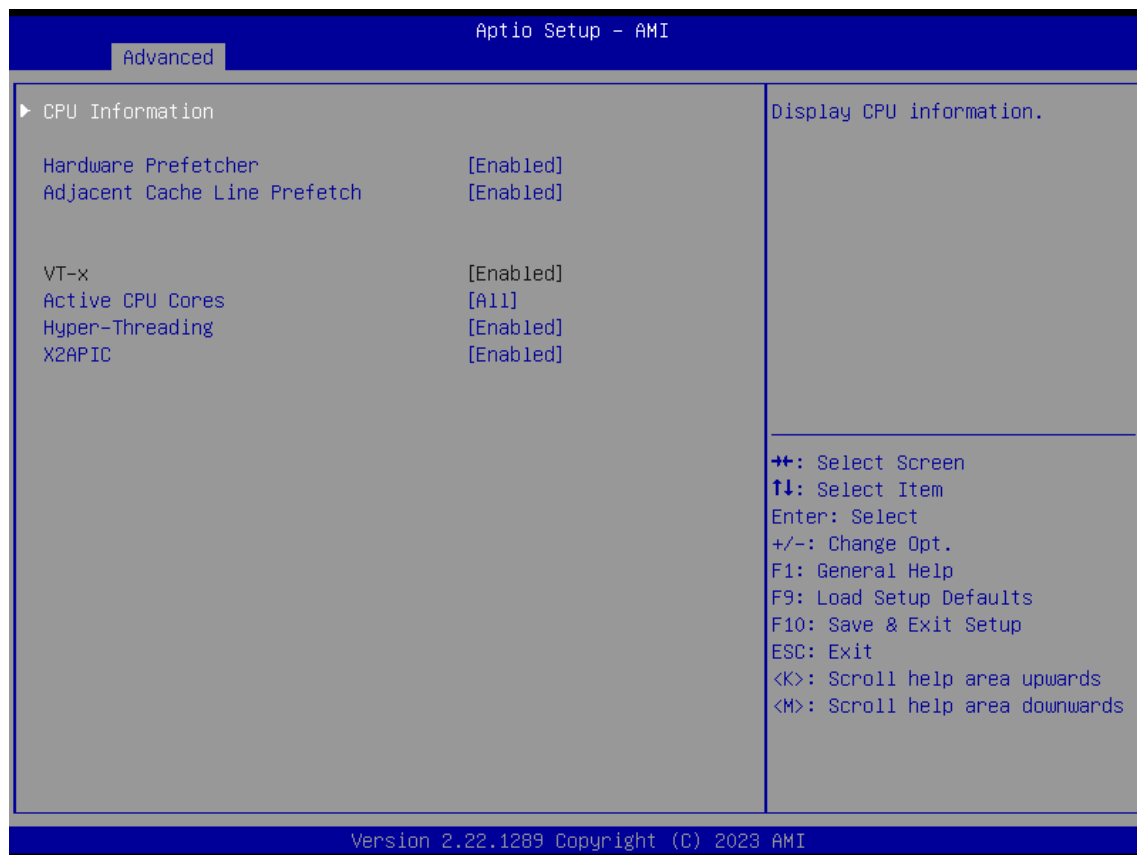 Aptio Setup – AMI
Advanced
▶ CPU Information
Hardware Prefetcher [Enabled]
Adjacent Cache Line Prefetch [Enabled]
VT-x [Enabled]
Active CPU Cores [All]
Hyper-Threading [Enabled]
X2APIC [Enabled]
Display CPU information.
→←: Select Screen
↑↓: Select Item
Enter: Select
+/-: Change Opt.
F1: General Help
F9: Load Setup Defaults
F10: Save & Exit Setup
ESC: Exit
<K>: Scroll help area upwards
<M>: Scroll help area downwards
Version 2.22.1289 Copyright (C) 2023 AMI